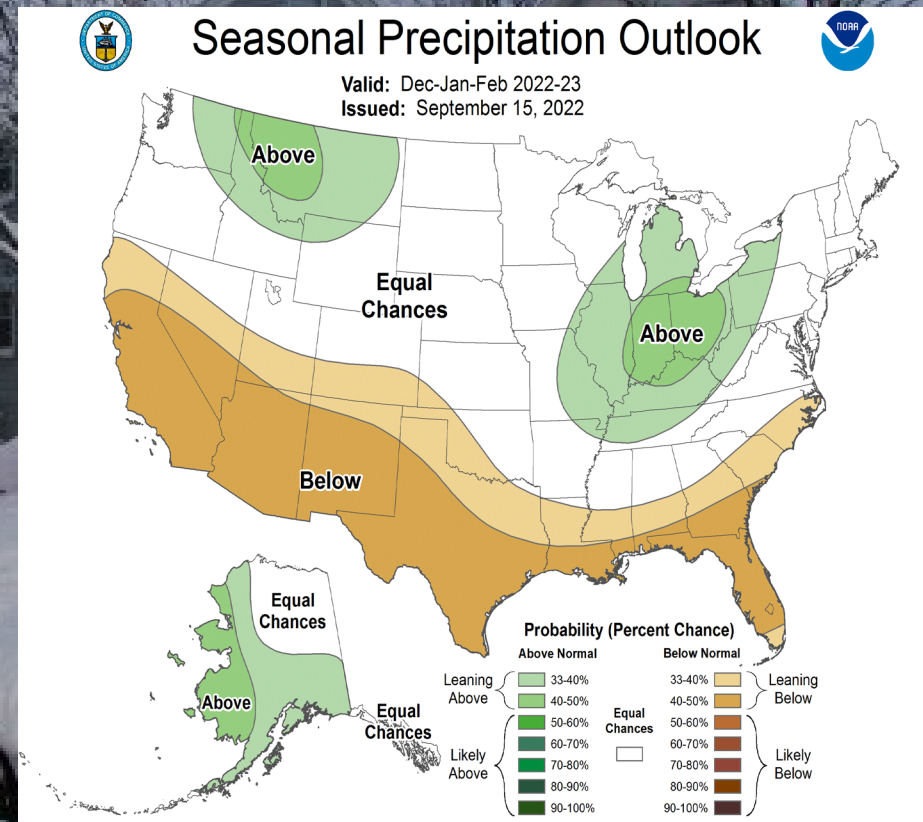 Seasonal Precipitation Outlook
NOAA
Valid: Dec-Jan-Feb 2022-23
Issued: September 15, 2022
Above
Equal
Chances
Above
Below
Equal
Chances
Above
Equal
Chances
Probability (Percent Chance)
Above Normal
Below Normal
Leaning
Above
33-40%
40-50%
50-60%
60-70%
70-80%
80-90%
90-100%
Likely
Above
Equal
Chances
33-40%
40-50%
50-60%
60-70%
70-80%
80-90%
90-100%
Leaning
Below
Likely
Below